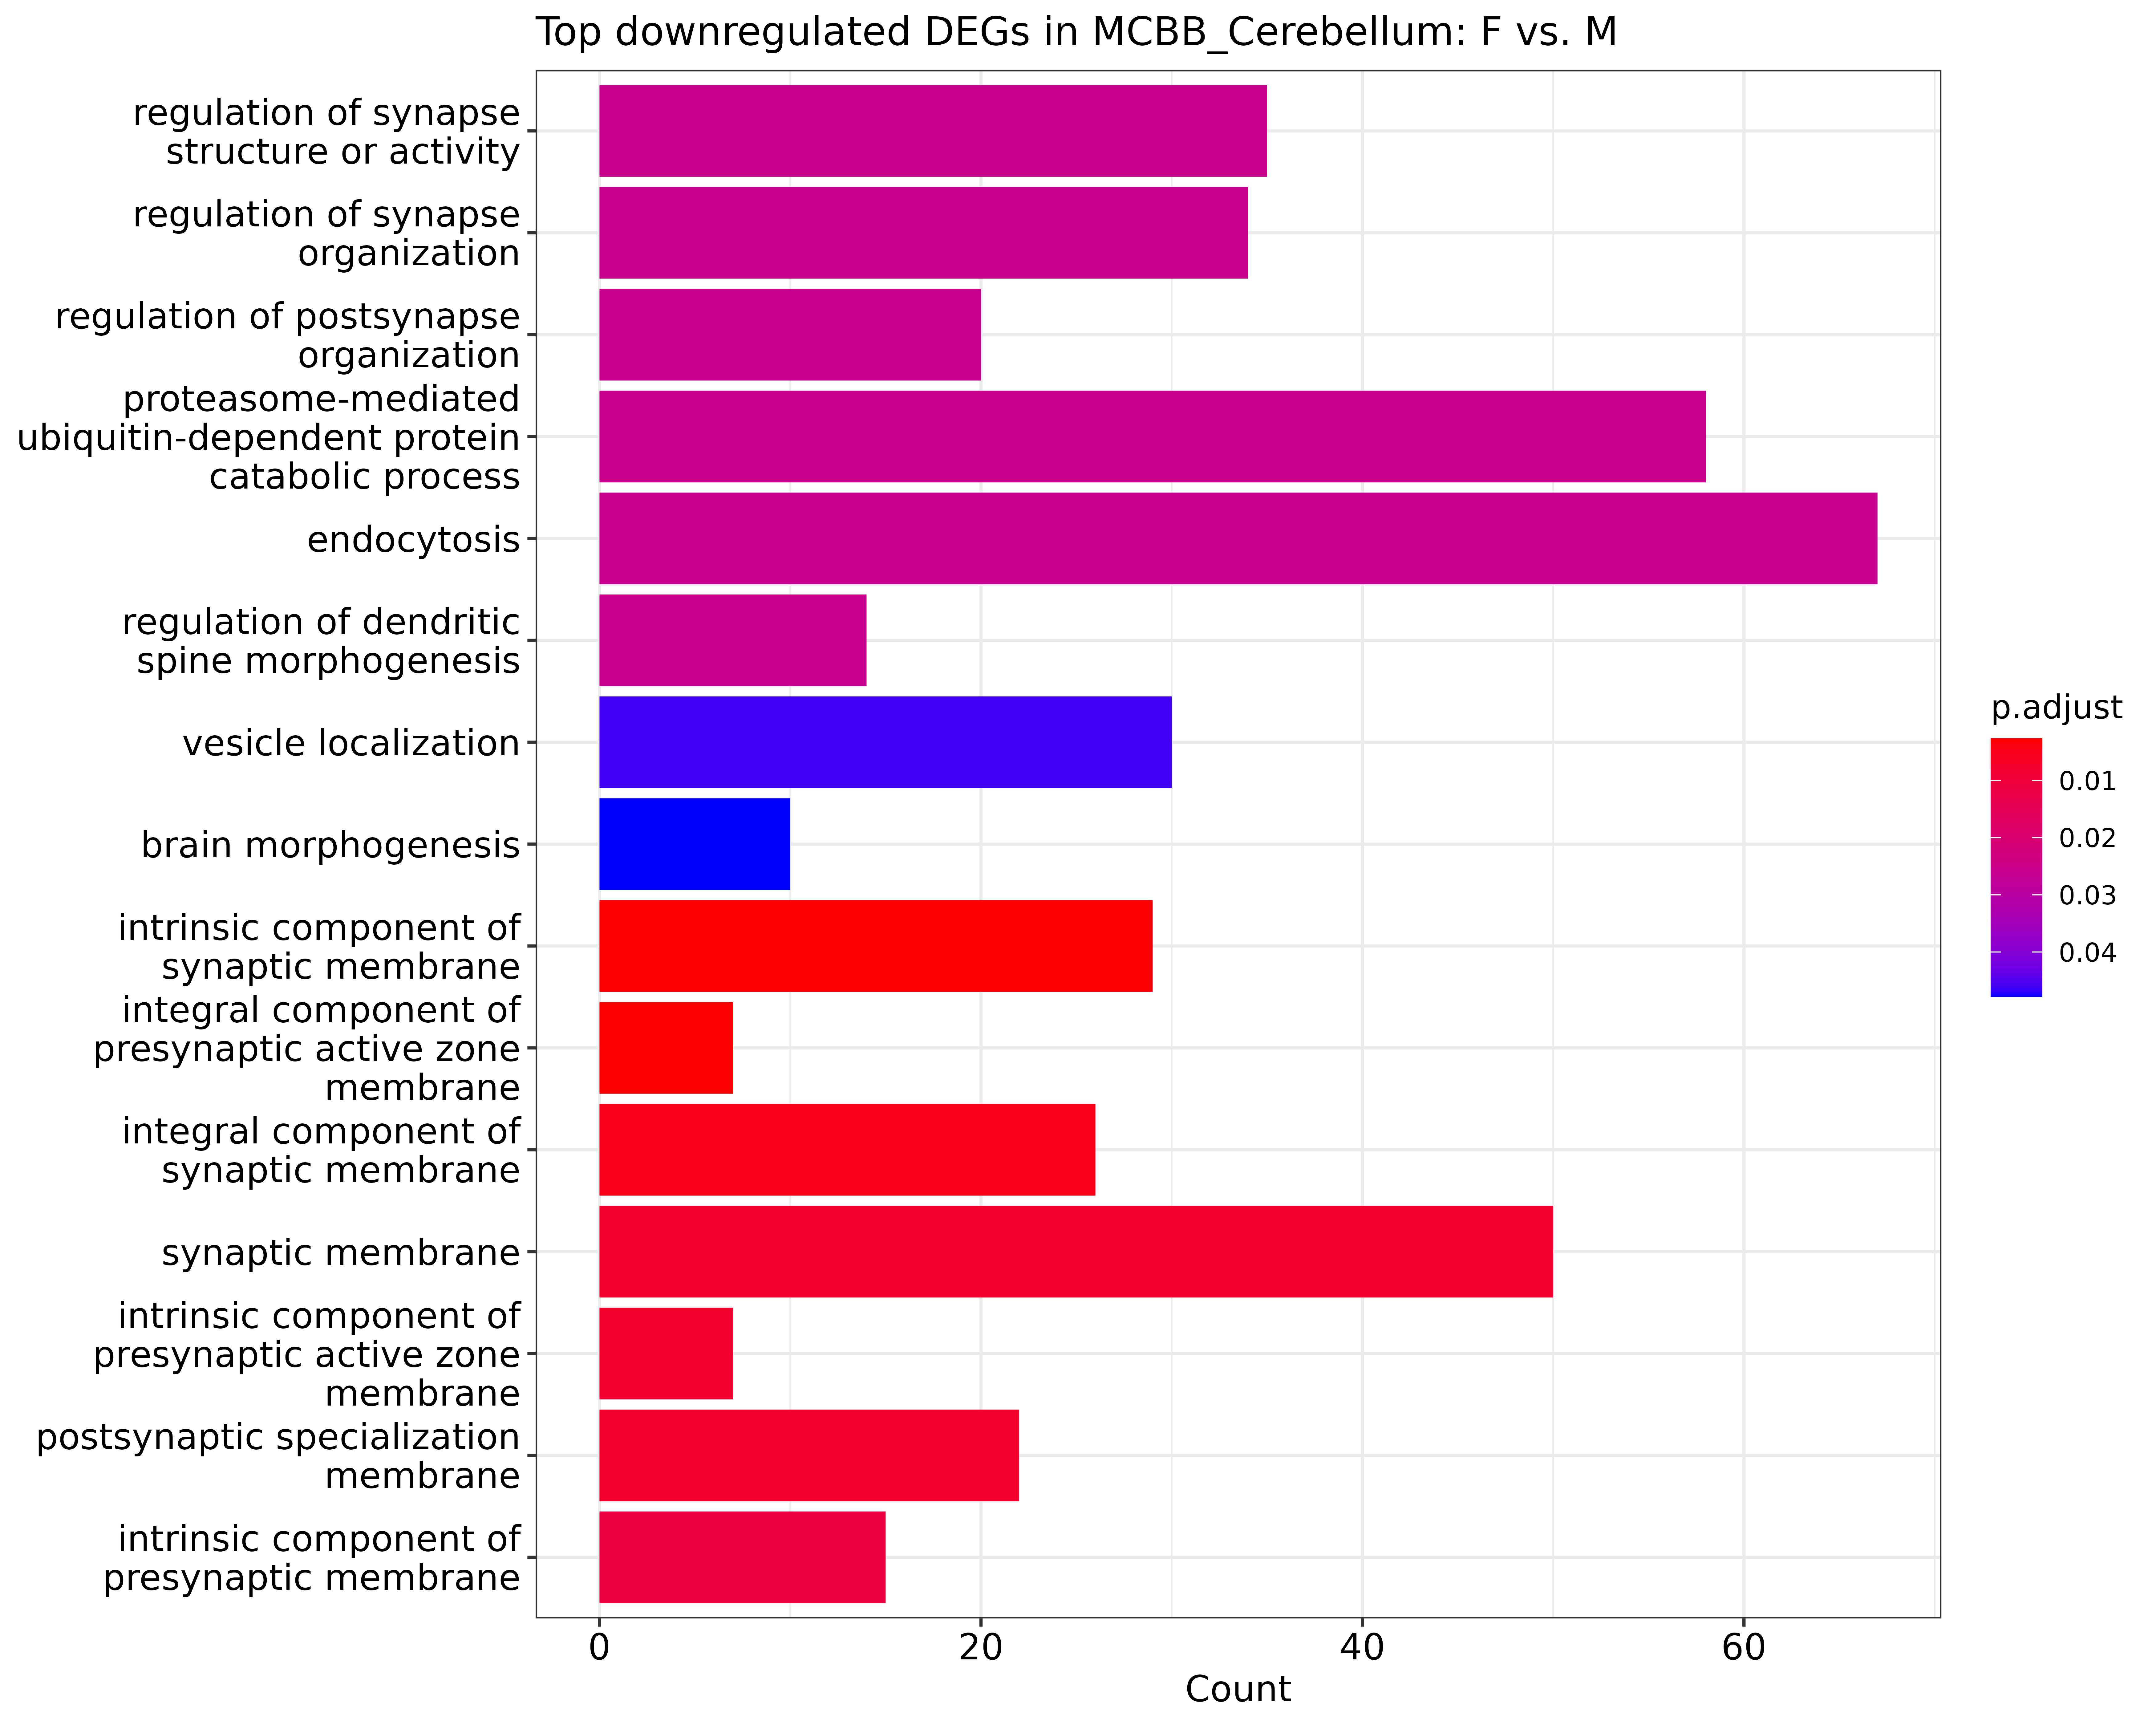 Top downregulated DEGs in MCBB_Cerebellum: F vs. M
regulation of synapse
structure or activity
regulation of synapse
organization
regulation of postsynapse
organization
proteasome-mediated
ubiquitin-dependent protein
catabolic process
endocytosis
regulation of dendritic
spine morphogenesis
vesicle localization
brain morphogenesis
intrinsic component of
synaptic membrane
integral component of
presynaptic active zone
membrane
integral component of
synaptic membrane
synaptic membrane
intrinsic component of
presynaptic active zone
membrane
postsynaptic specialization
membrane
intrinsic component of
presynaptic membrane
0 20 40 60
Count
p.adjust
0.01
0.02
0.03
0.04